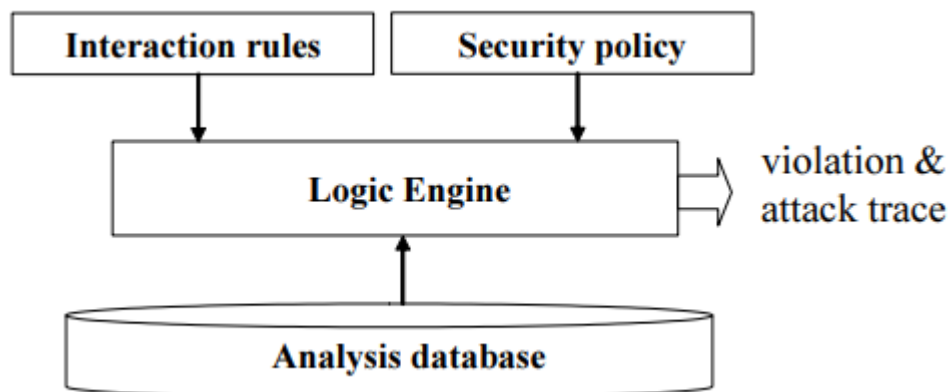 Interaction rules
Security policy
Logic Engine
violation &
attack trace
Analysis database